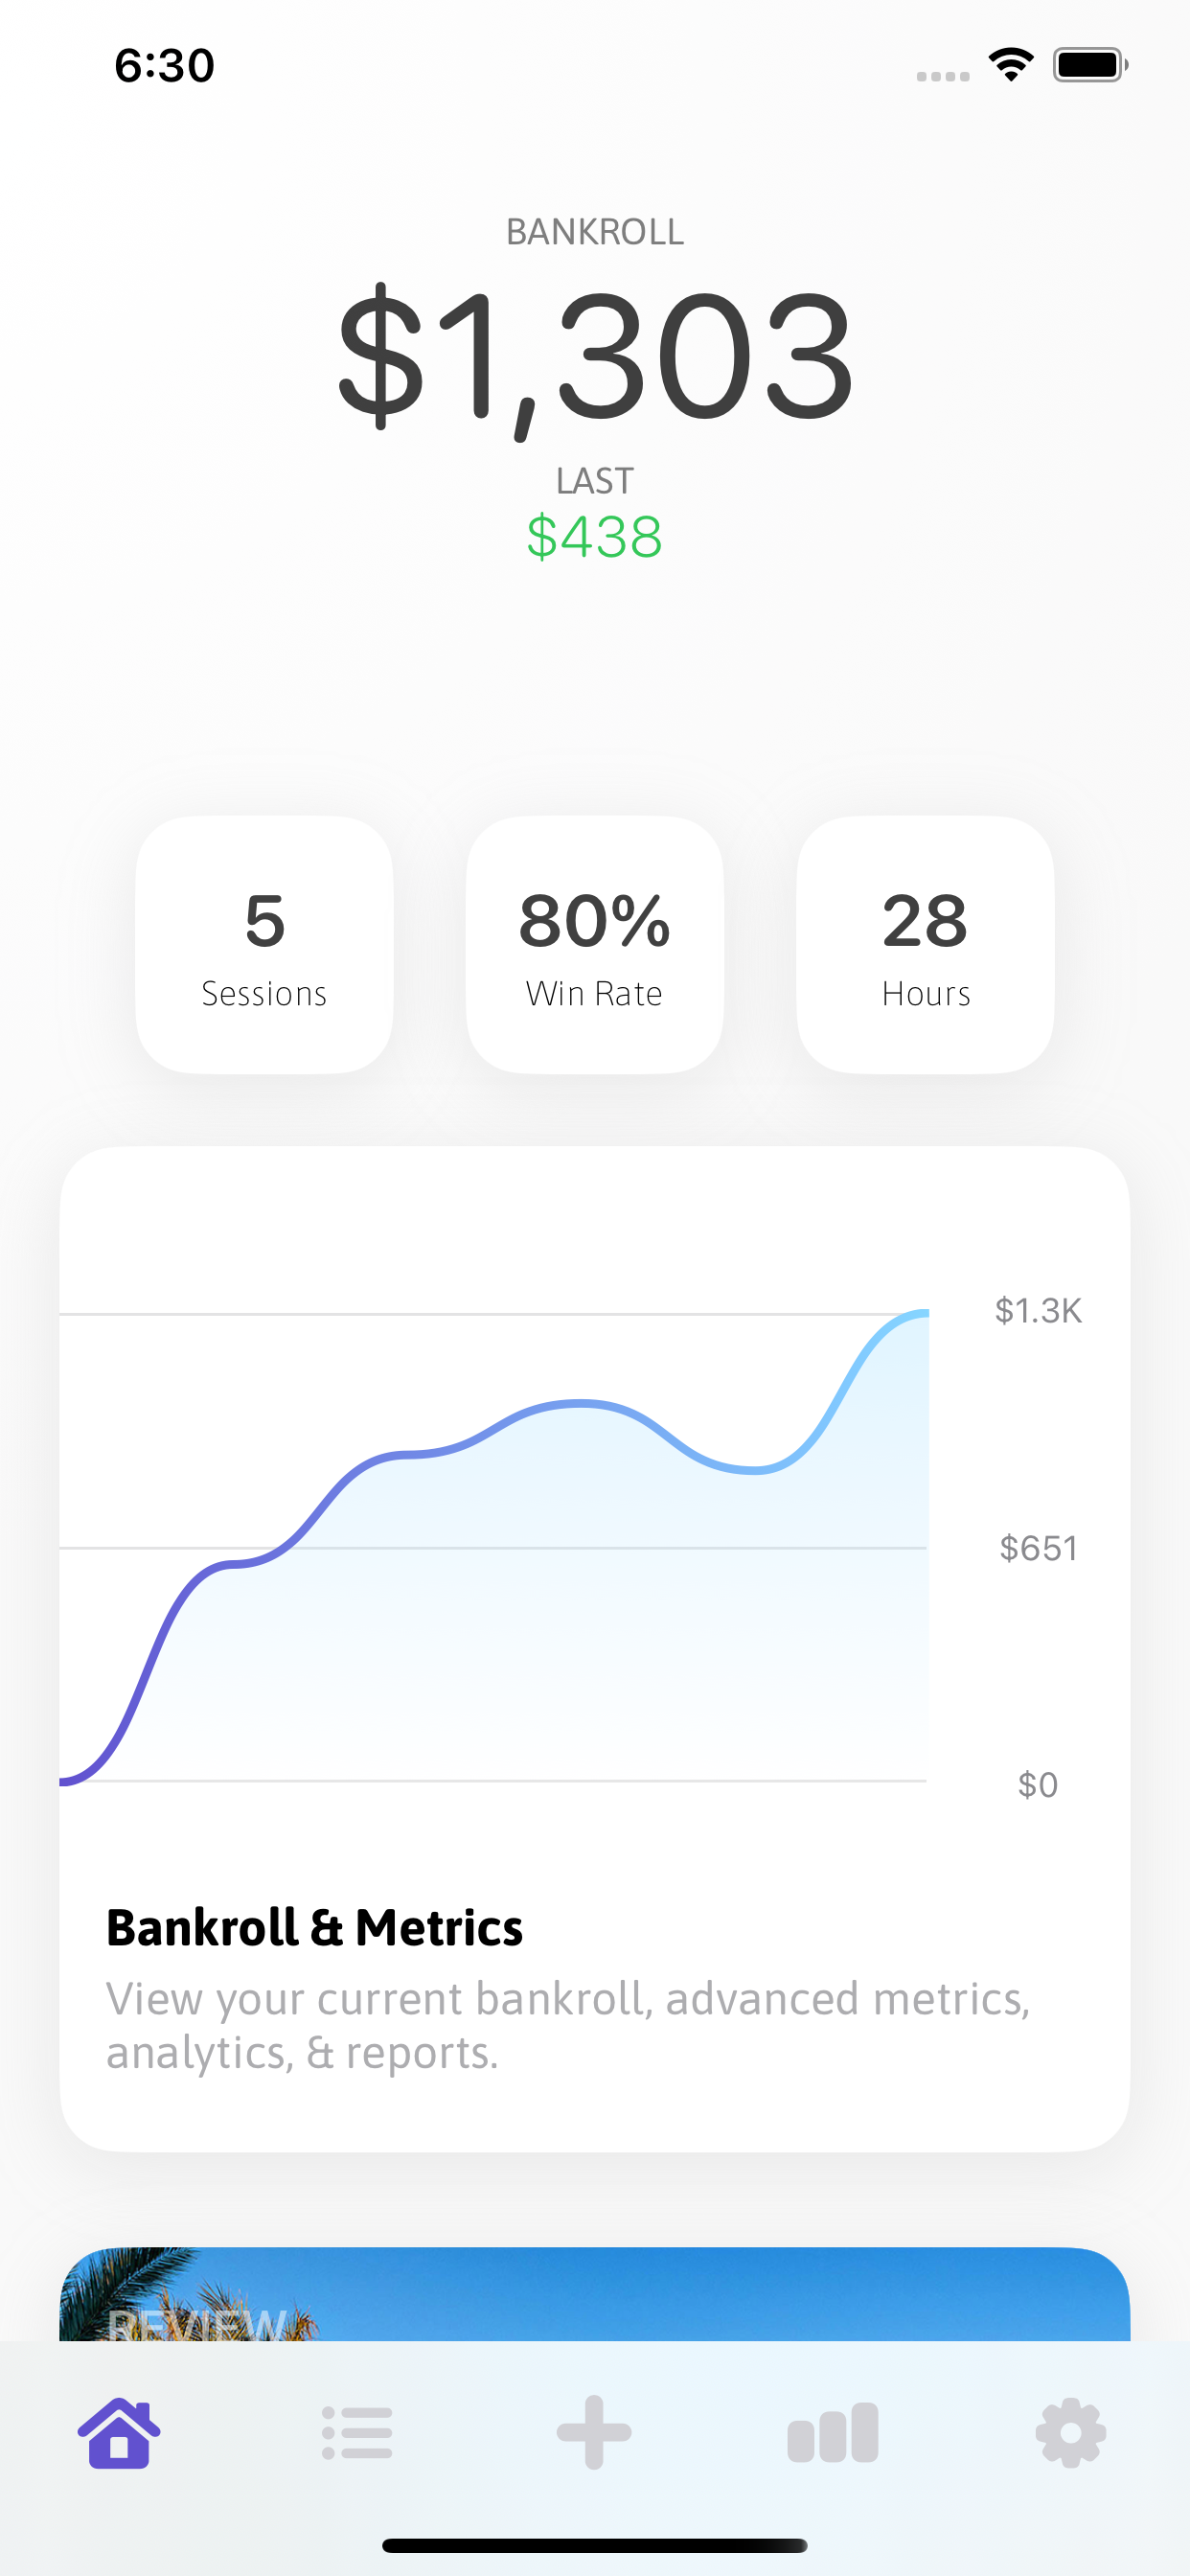 6:30
BANKROLL
$1,303
LAST
$438
5
Sessions
80%
Win Rate
28
Hours
$1.3K
$651
$0
Bankroll & Metrics
View your current bankroll, advanced metrics,
analytics, & reports.
REVIEW